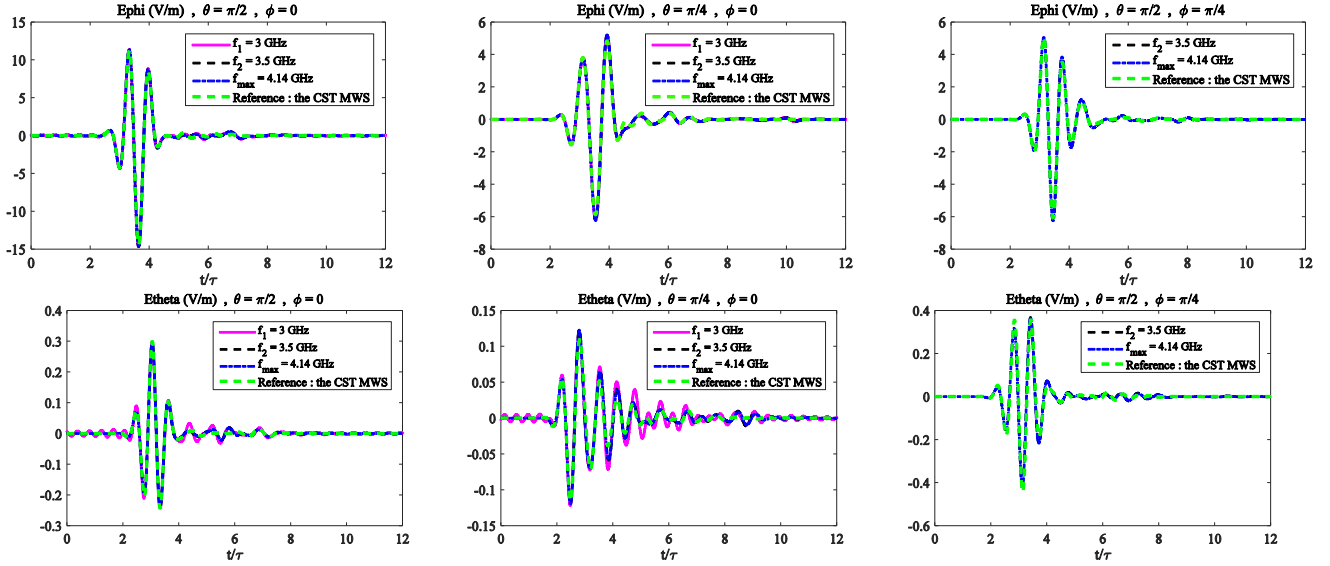 Ephi (V/m) , θ = π/2 , ϕ = 0
15
10
5
0
-5
-10
-15
0 2 4 6 8 10 12
t/τ
f1 = 3 GHz
f2 = 3.5 GHz
fmax = 4.14 GHz
Reference : the CST MWS
Ephi (V/m) , θ = π/4 , ϕ = 0
6
4
2
0
-2
-4
-6
-8
0 2 4 6 8 10 12
t/τ
f1 = 3 GHz
f2 = 3.5 GHz
fmax = 4.14 GHz
Reference : the CST MWS
Ephi (V/m) , θ = π/2 , ϕ = π/4
6
4
2
0
-2
-4
-6
-8
0 2 4 6 8 10 12
t/τ
f2 = 3.5 GHz
fmax = 4.14 GHz
Reference : the CST MWS
Etheta (V/m) , θ = π/2 , ϕ = 0
0.4
0.3
0.2
0.1
0
-0.1
-0.2
-0.3
0 2 4 6 8 10 12
t/τ
f1 = 3 GHz
f2 = 3.5 GHz
fmax = 4.14 GHz
Reference : the CST MWS
Etheta (V/m) , θ = π/4 , ϕ = 0
0.15
0.1
0.05
0
-0.05
-0.1
-0.15
0 2 4 6 8 10 12
t/τ
f1 = 3 GHz
f2 = 3.5 GHz
fmax = 4.14 GHz
Reference : the CST MWS
Etheta (V/m) , θ = π/2 , ϕ = π/4
0.4
0.2
0
-0.2
-0.4
-0.6
0 2 4 6 8 10 12
t/τ
f2 = 3.5 GHz
fmax = 4.14 GHz
Reference : the CST MWS